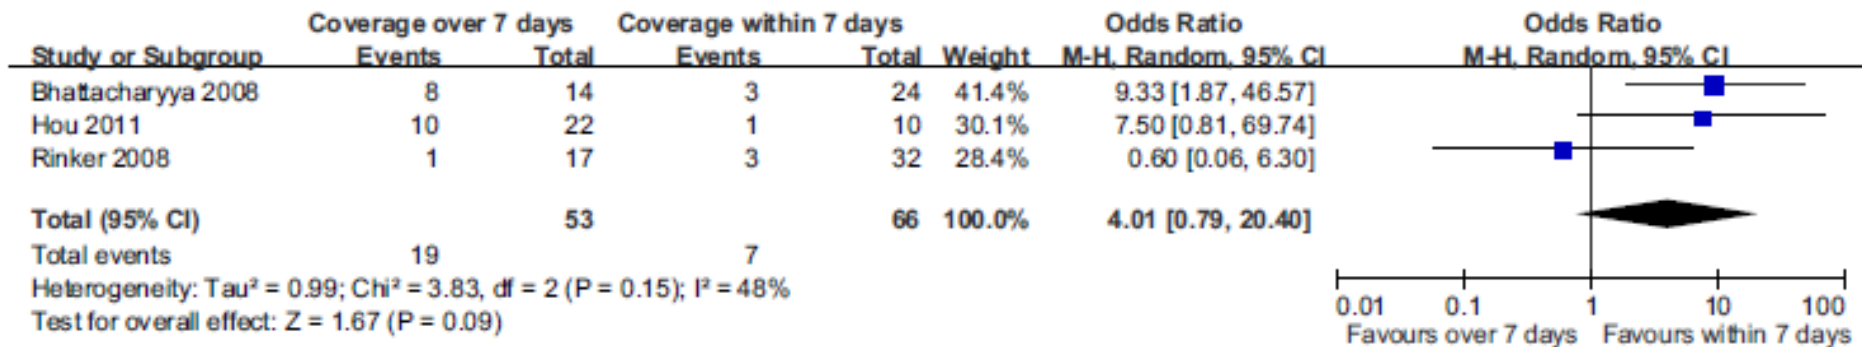 Coverage over 7 days Coverage within 7 days Odds Ratio Odds Ratio
Study or Subgroup Events Total Events Total Weight M-H, Random, 95% CI M-H, Random, 95% CI
Bhattacharyya 2008 8 14 3 24 41.4% 9.33 [1.87, 46.57]
Hou 2011 10 22 1 10 30.1% 7.50 [0.81, 69.74]
Rinker 2008 1 17 3 32 28.4% 0.60 [0.06, 6.30]
Total (95% CI) 53 66 100.0% 4.01 [0.79, 20.40]
Total events 19 7
Heterogeneity: Tau² = 0.99; Chi² = 3.83, df = 2 (P = 0.15); I² = 48%
Test for overall effect: Z = 1.67 (P = 0.09)
0.01 0.1 1 10 100
Favours over 7 days Favours within 7 days